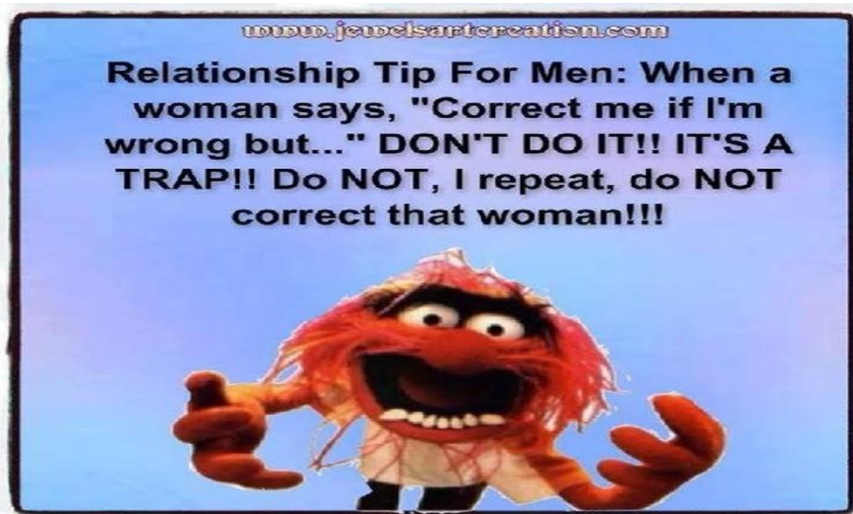 www.jewelsartcreation.com
Relationship Tip For Men: When a
woman says, "Correct me if I'm
wrong but..." DON'T DO IT!! IT'S A
TRAP!! Do NOT, I repeat, do NOT
correct that woman!!!